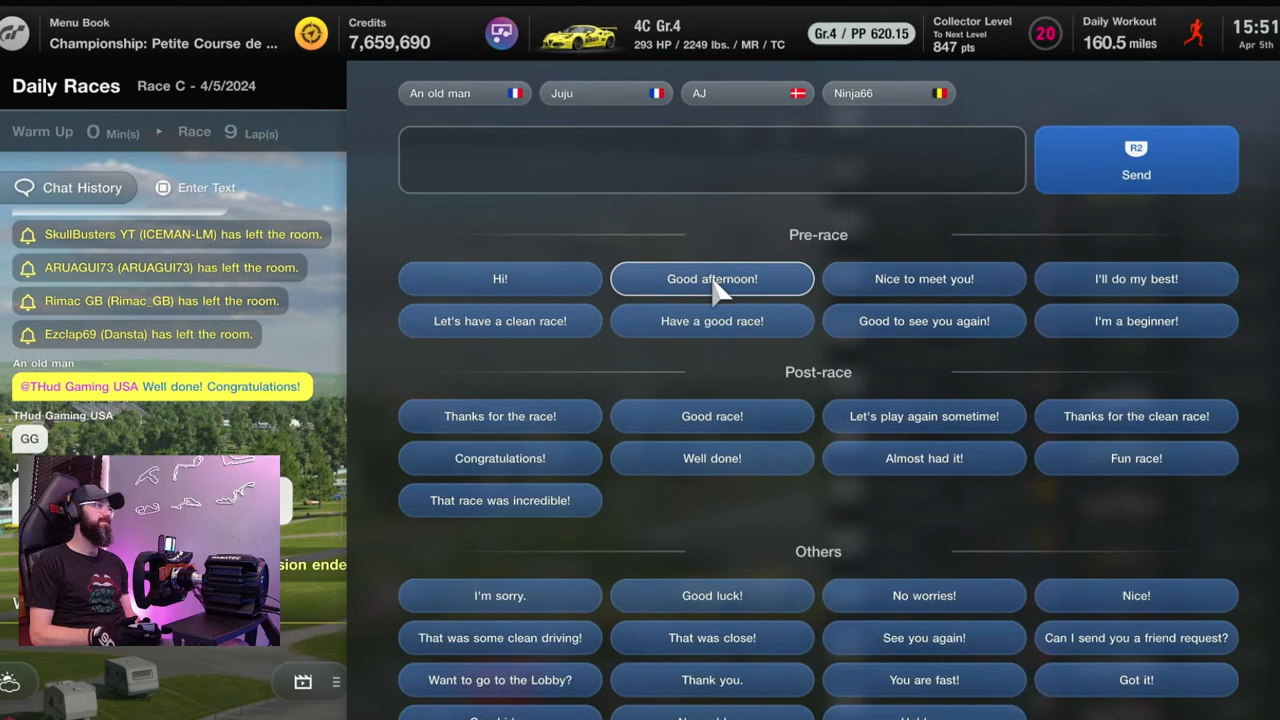 Menu Book
Championship: Petite Course de ...
Credits
7,659,690
4C Gr.4
293 HP / 2249 lbs. / MR / TC
Gr.4 / PP 620.15
Collector Level
To Next Level
847 pts
20
Daily Workout
160.5 miles
15:51
Apr 5th
Daily Races
Race C - 4/5/2024
Warm Up 0 Min(s) Race 9 Lap(s)
Chat History
Enter Text
SkullBusters YT (ICEMAN-LM) has left the room.
ARUAGUI73 (ARUAGUI73) has left the room.
Rimac GB (Rimac_GB) has left the room.
Ezclap69 (Dansta) has left the room.
An old man
@THud Gaming USA Well done! Congratulations!
THud Gaming USA
GG
sion ende
FANATEC
An old man
Juju
AJ
Ninja66
R2
Send
Pre-race
Hi!
Good afternoon!
Nice to meet you!
I'll do my best!
Let's have a clean race!
Have a good race!
Good to see you again!
I'm a beginner!
Post-race
Thanks for the race!
Good race!
Let's play again sometime!
Thanks for the clean race!
Congratulations!
Well done!
Almost had it!
Fun race!
That race was incredible!
Others
I'm sorry.
Good luck!
No worries!
Nice!
That was some clean driving!
That was close!
See you again!
Can I send you a friend request?
Want to go to the Lobby?
Thank you.
You are fast!
Got it!